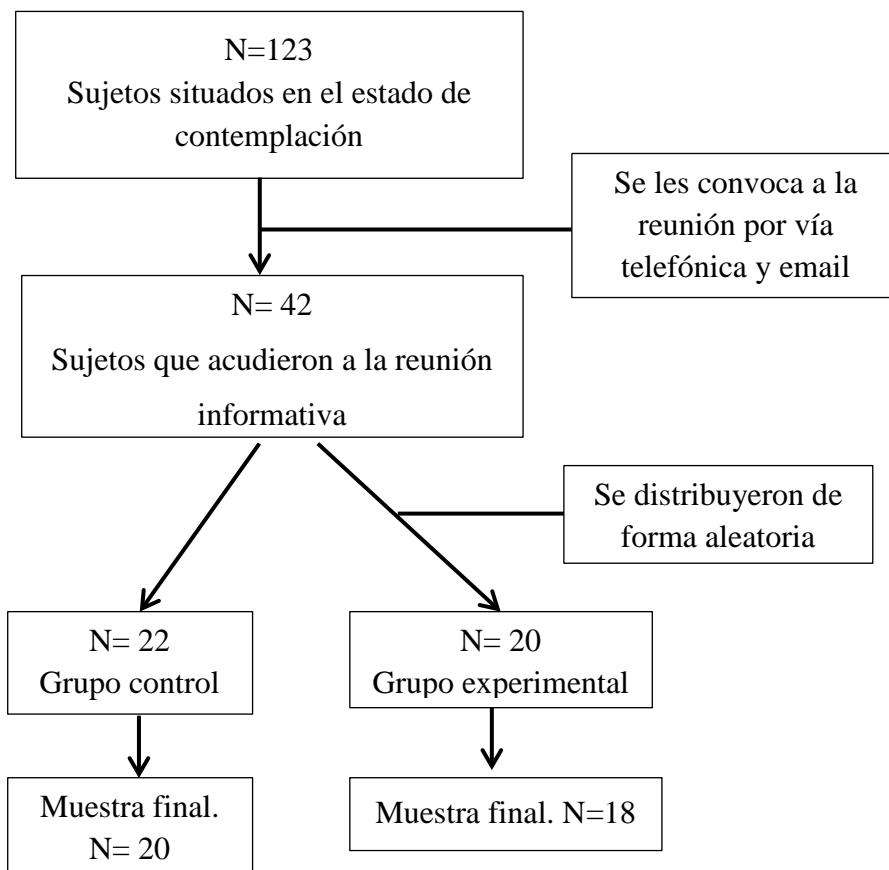 N=123
Sujetos situados en el estado de
contemplación
Se les convoca a la
reunión por vía
telefónica y email
N= 42
Sujetos que acudieron a la reunión
informativa
Se distribuyeron de
forma aleatoria
N= 22
Grupo control
N= 20
Grupo experimental
Muestra final.
N= 20
Muestra final. N=18